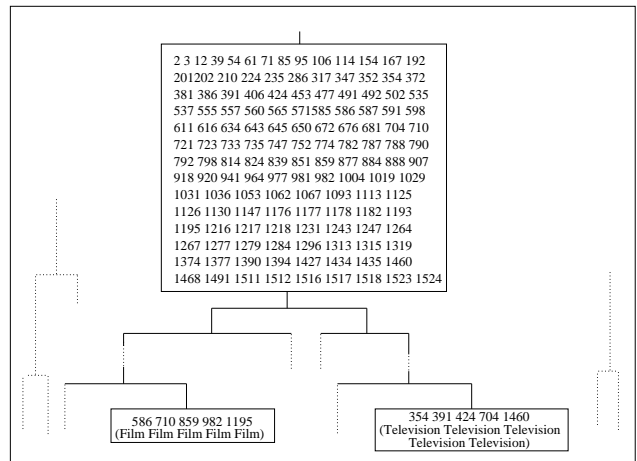 2 3 12 39 54 61 71 85 95 106 114 154 167 192
201202 210 224 235 286 317 347 352 354 372
381 386 391 406 424 453 477 491 492 502 535
537 555 557 560 565 571585 586 587 591 598
611 616 634 643 645 650 672 676 681 704 710
721 723 733 735 747 752 774 782 787 788 790
792 798 814 824 839 851 859 877 884 888 907
918 920 941 964 977 981 982 1004 1019 1029
1031 1036 1053 1062 1067 1093 1113 1125
1126 1130 1147 1176 1177 1178 1182 1193
1195 1216 1217 1218 1231 1243 1247 1264
1267 1277 1279 1284 1296 1313 1315 1319
1374 1377 1390 1394 1427 1434 1435 1460
1468 1491 1511 1512 1516 1517 1518 1523 1524
586 710 859 982 1195
(Film Film Film Film Film)
354 391 424 704 1460
(Television Television Television
Television Television)